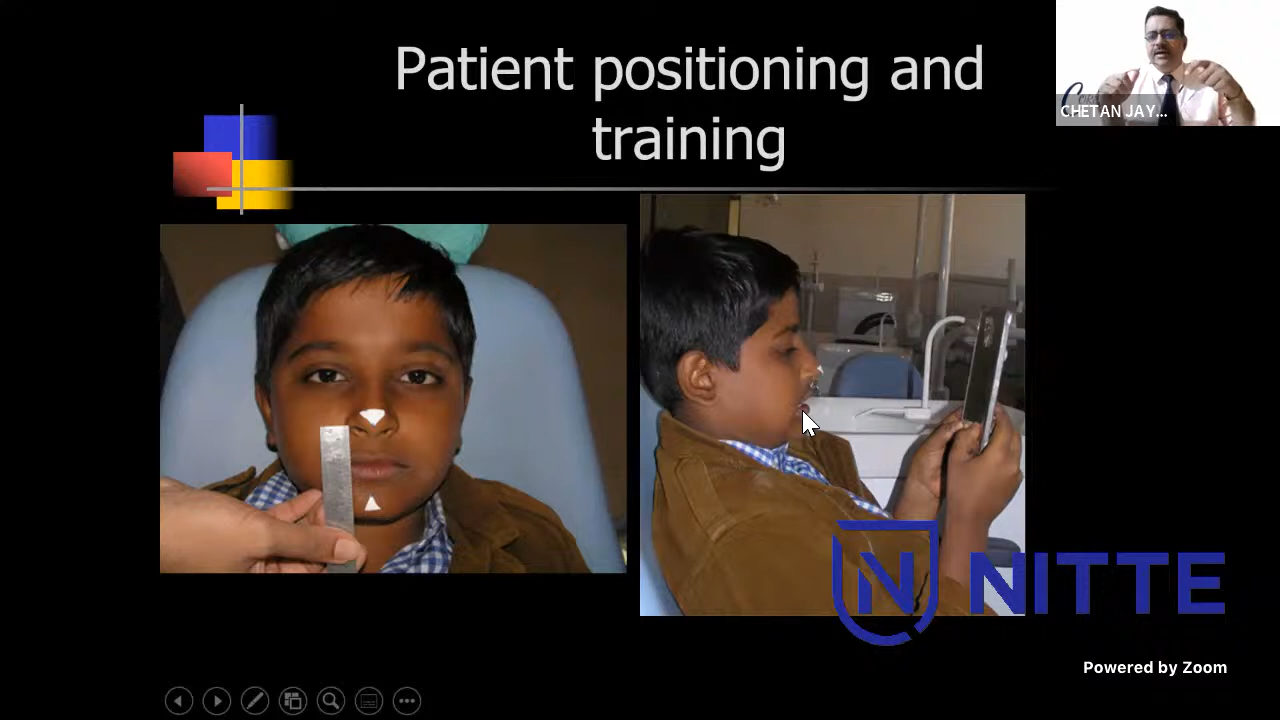 Patient positioning and
training
CHETAN JAY...
NITTE
Powered by Zoom